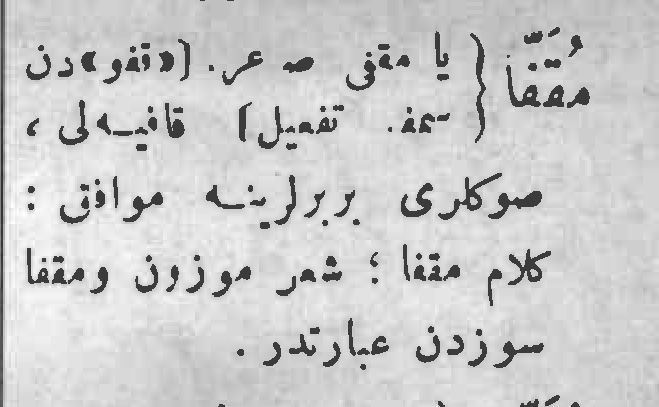 مُقَفَّا { یا مقفی ص عر. [«قفو»دن
سمف. تفعیل] قافیه‌لی ،
صوکلری بربرلرینه موافق :
کلام مقفا ؛ شعر موزون ومقفا
سوزدن عبارتدر .